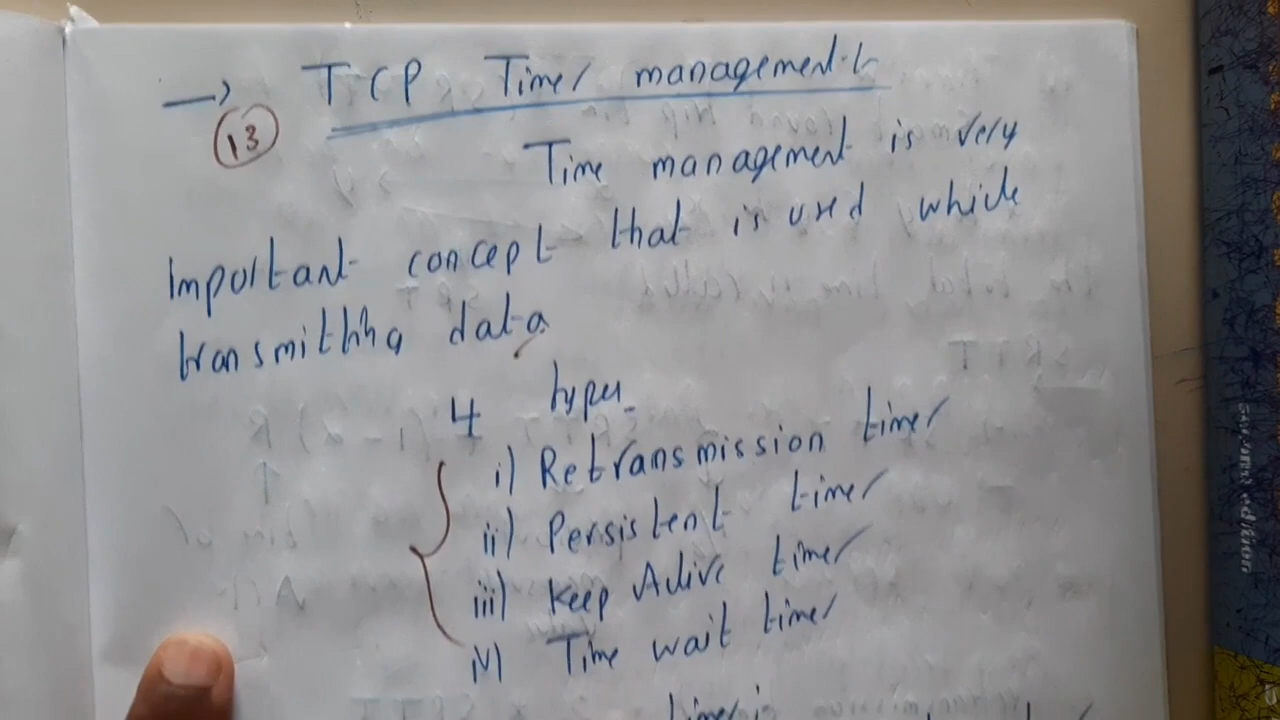 → TCP Timer management:-
13
Time management is very
important concept that is used while
transmitting data
4 types
i) Retransmission timer
ii) Persistent timer
iii) Keep Alive timer
iv) Time wait timer
edition